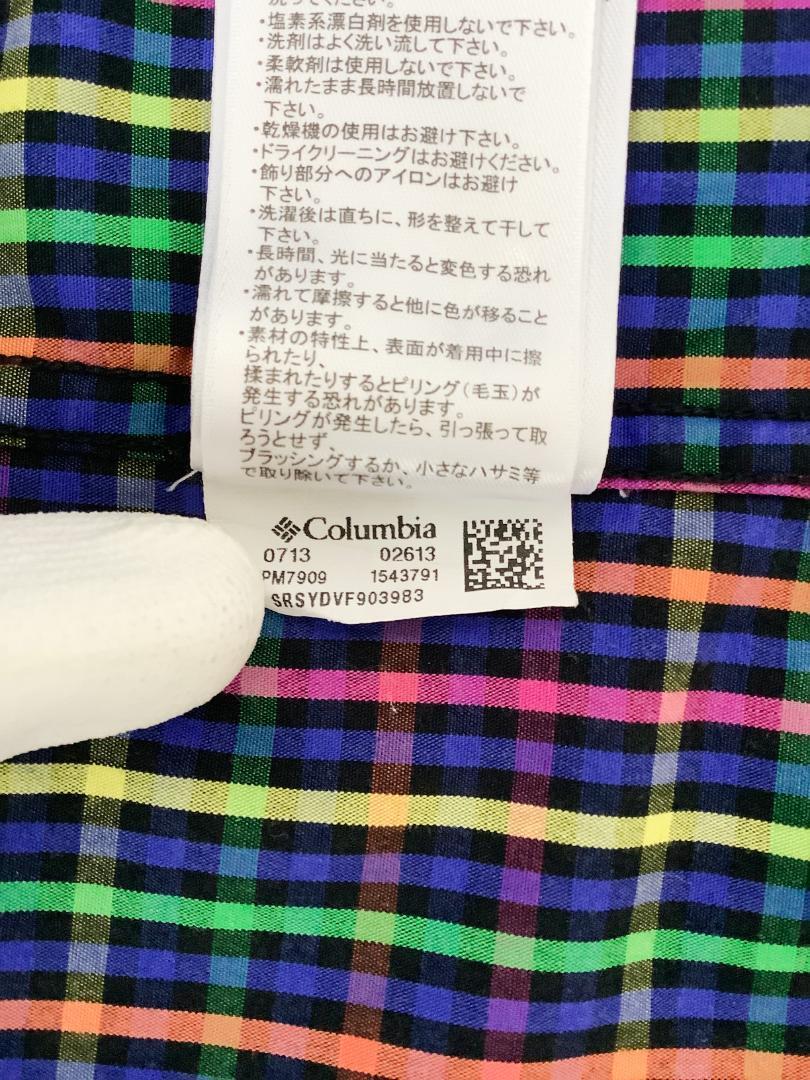 洗ってください。
・塩素系漂白剤を使用しないで下さい。
・洗剤はよく洗い流して下さい。
・柔軟剤は使用しないで下さい。
・濡れたまま長時間放置しないで
下さい。
・乾燥機の使用はお避け下さい。
・ドライクリーニングはお避けください。
・飾り部分へのアイロンはお避け
下さい。
・洗濯後は直ちに、形を整えて干して
下さい。
・長時間、光に当たると変色する恐れ
があります。
・濡れて摩擦すると他に色が移ること
があります。
・素材の特性上、表面が着用中に擦
られたり、
揉まれたりするとピリング(毛玉)が
発生する恐れがあります。
ピリングが発生したら、引っ張って取
ろうとせず、
ブラッシングするか、小さなハサミ等
で取り除いて下さい。
Columbia
0713 02613
PM7909 1543791
SRSYDVF903983